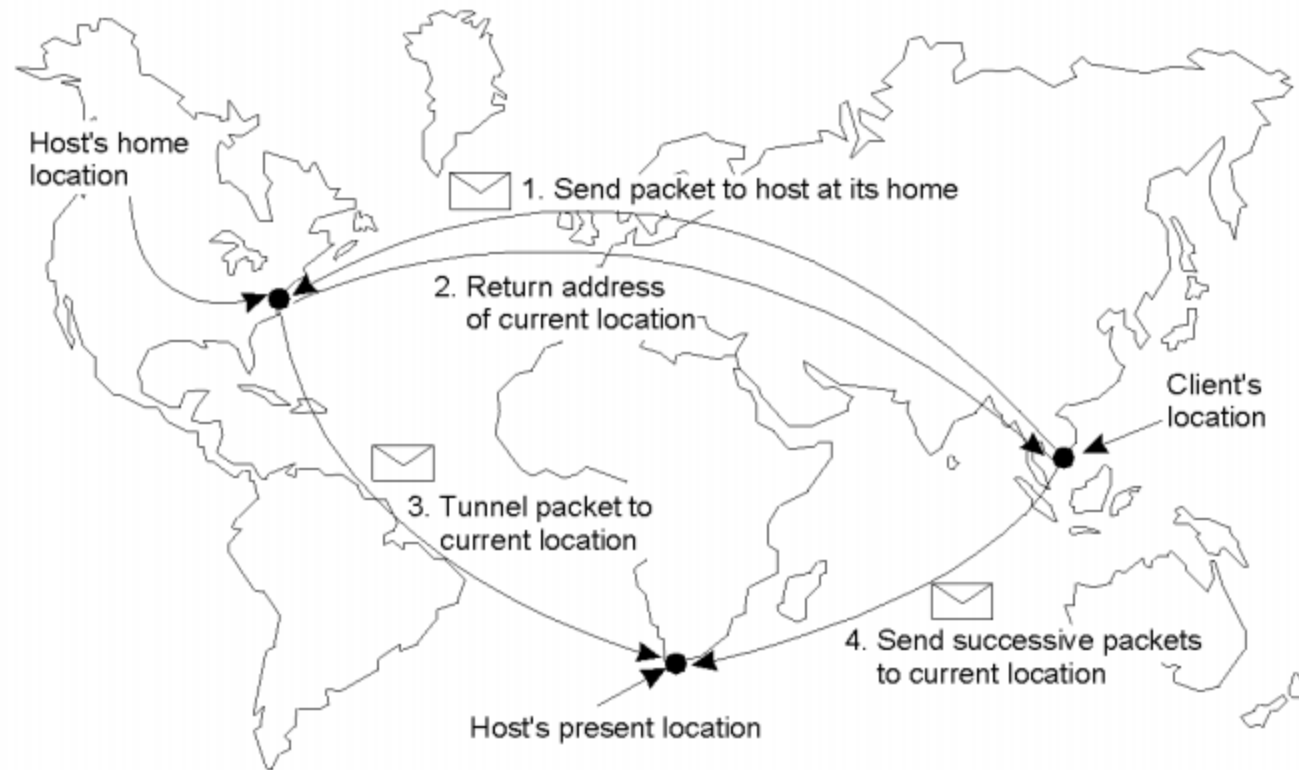 Host's home
location
1. Send packet to host at its home
2. Return address
of current location
Client's
location
3. Tunnel packet to
current location
4. Send successive packets
to current location
Host's present location